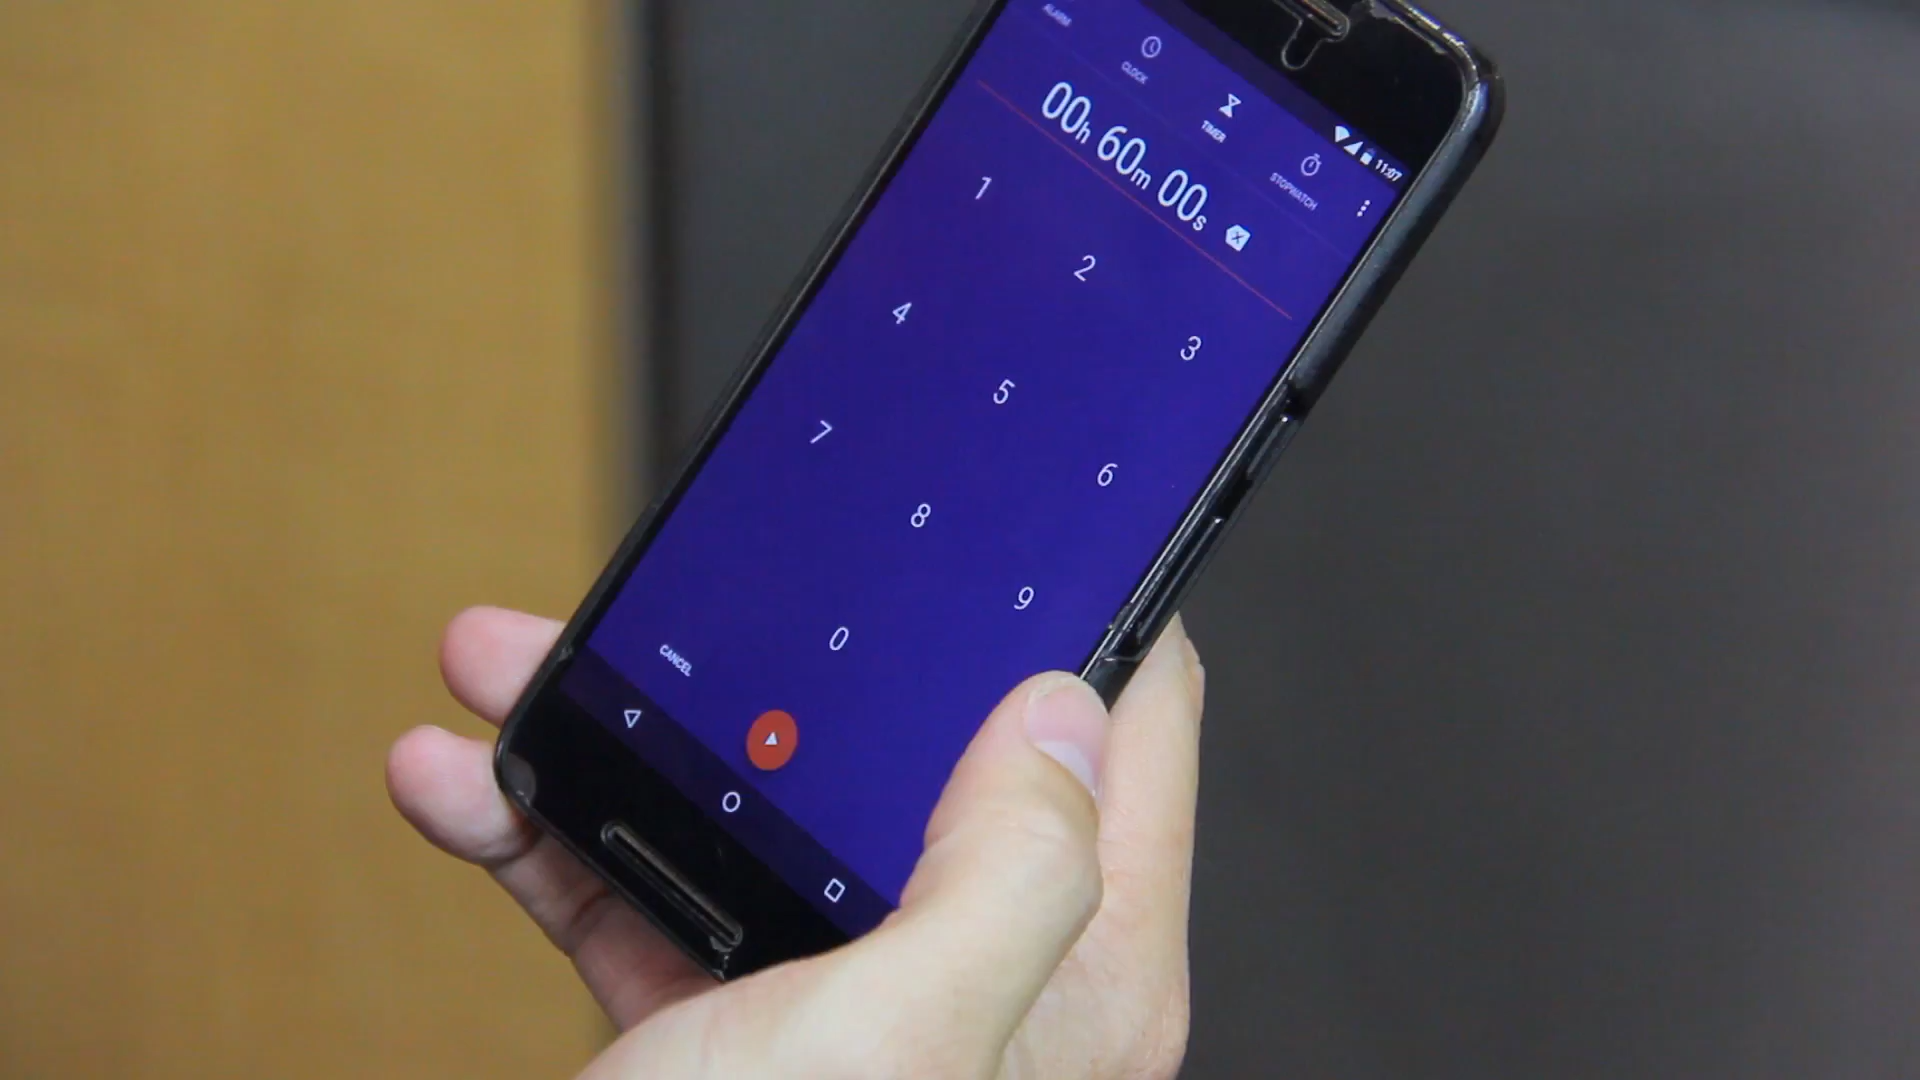 11:07
ALARM
CLOCK
TIMER
STOPWATCH
00h 60m 00s
1 2 3
4 5 6
7 8 9
0
CANCEL